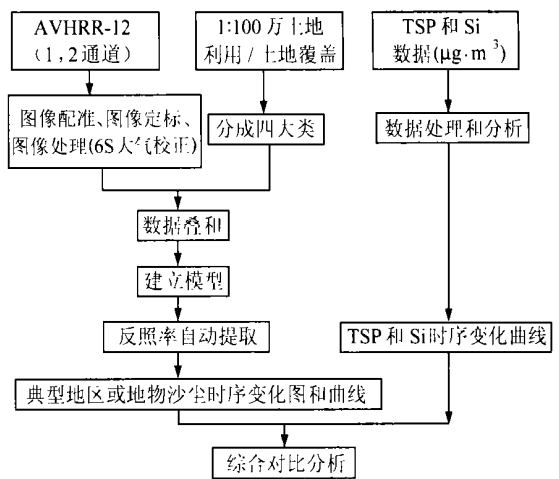 AVHRR-12
(1,2通道)
1:100万土地
利用/土地覆盖
TSP和Si
数据(μg·m³)
图像配准、图像定标、
图像处理(6S大气校正)
分成四大类
数据处理和分析
数据叠和
建立模型
反照率自动提取
TSP和Si时序变化曲线
典型地区或地物沙尘时序变化图和曲线
综合对比分析